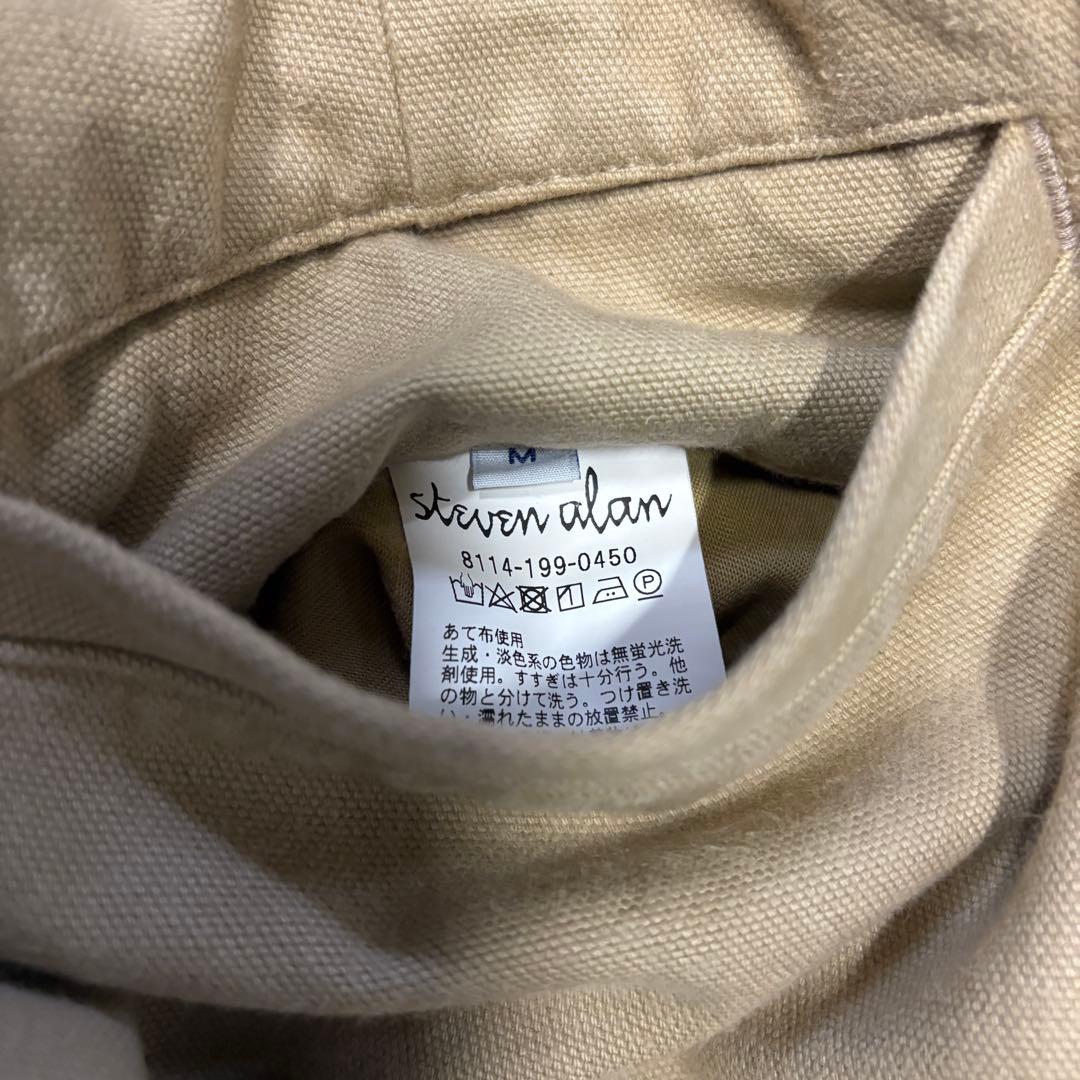 M
steven alan
8114-199-0450
P
あて布使用
生成・淡色系の色物は無蛍光洗
剤使用。すすぎは十分行う。他
の物と分けて洗う。つけ置き洗
い・濡れたままの放置禁止。